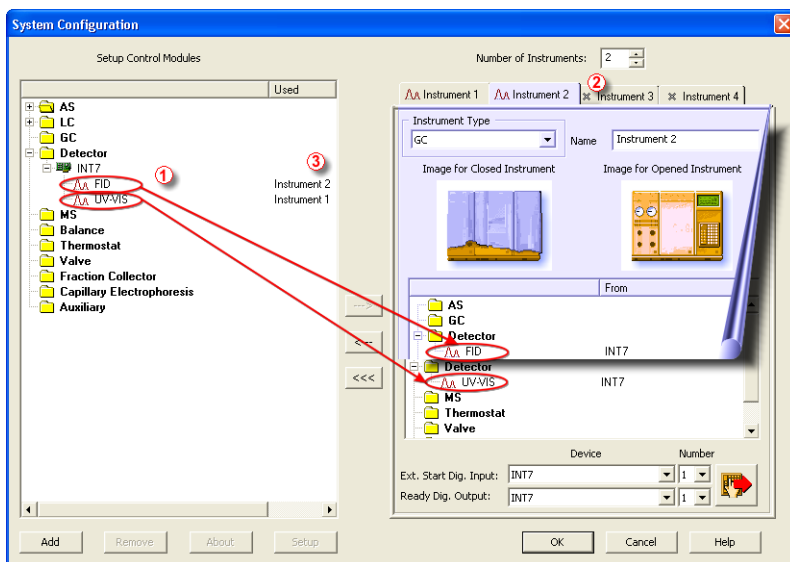 System Configuration
Setup Control Modules
Number of Instruments: 2
Used
AS
LC
GC
Detector
INT7
1
3
FID Instrument 2
UV-VIS Instrument 1
MS
Balance
Thermostat
Valve
Fraction Collector
Capillary Electrophoresis
Auxiliary
--->
<---
<<<
Add Remove About Setup
2
Instrument 1 Instrument 2 Instrument 3 Instrument 4
Instrument Type
GC Name Instrument 2
Image for Closed Instrument Image for Opened Instrument
From
AS
GC
Detector
FID INT7
Detector
UV-VIS INT7
MS
Thermostat
Valve
Device Number
Ext. Start Dig. Input: INT7 1
Ready Dig. Output: INT7 1
OK Cancel Help